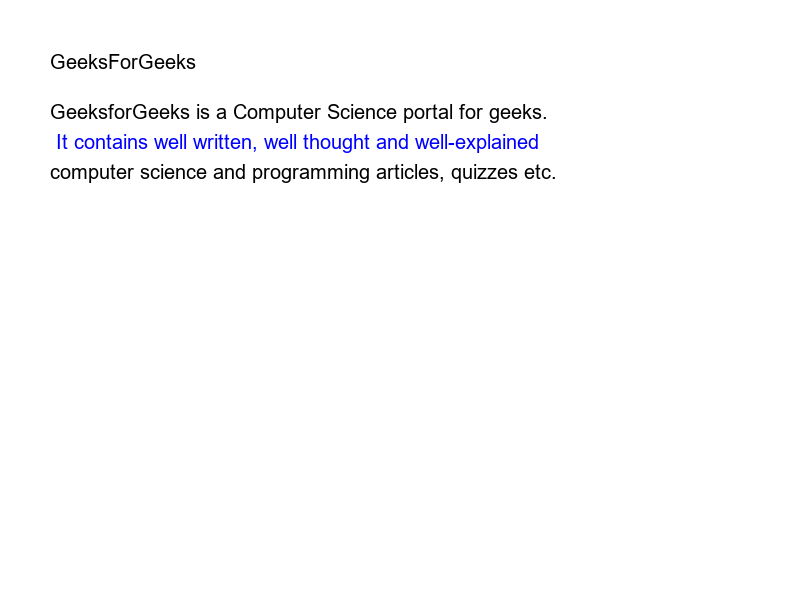 GeeksForGeeks
GeeksforGeeks is a Computer Science portal for geeks.
It contains well written, well thought and well-explained
computer science and programming articles, quizzes etc.